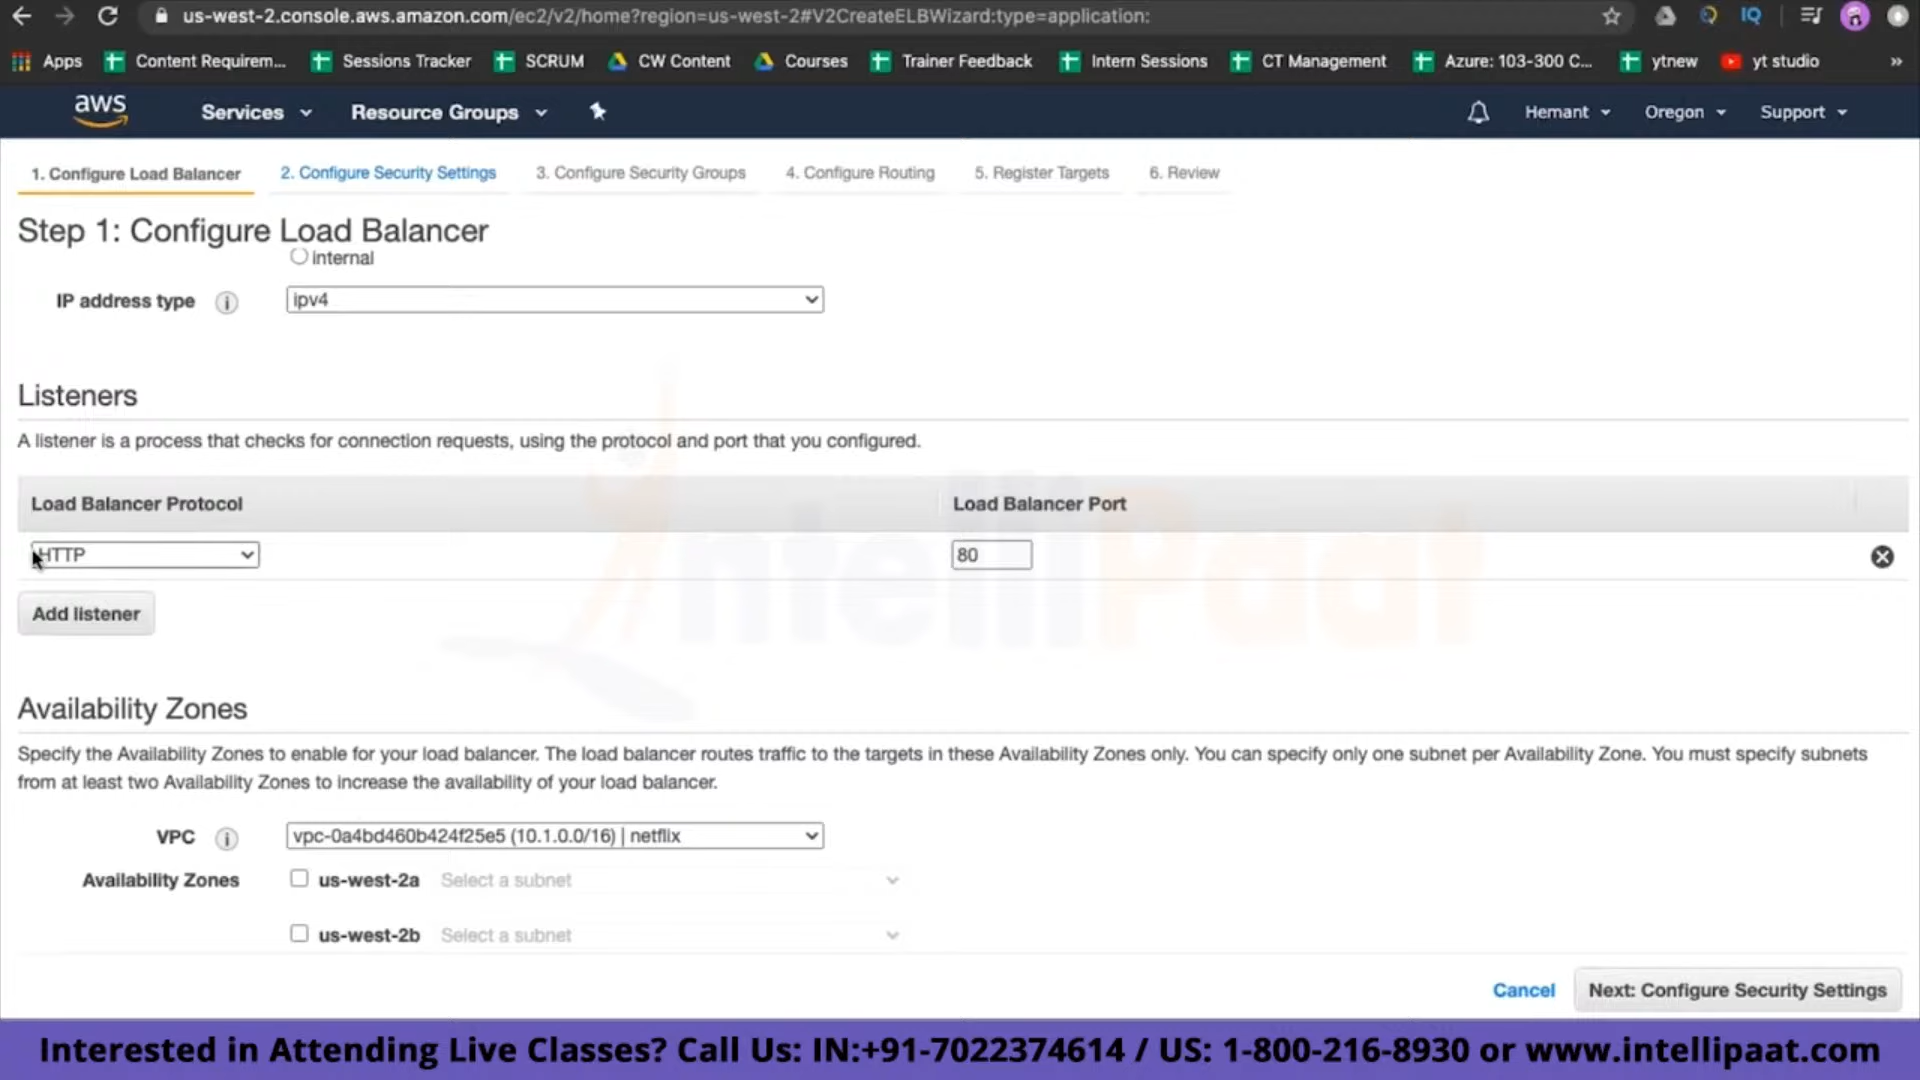 us-west-2.console.aws.amazon.com/ec2/v2/home?region=us-west-2#V2CreateELBWizard:type=application:
Apps Content Requirem... Sessions Tracker SCRUM CW Content Courses Trainer Feedback Intern Sessions CT Management Azure: 103-300 C... ytnew yt studio »
aws Services Resource Groups Hemant Oregon Support
1. Configure Load Balancer 2. Configure Security Settings 3. Configure Security Groups 4. Configure Routing 5. Register Targets 6. Review
Step 1: Configure Load Balancer
internal
IP address type i ipv4
Listeners
A listener is a process that checks for connection requests, using the protocol and port that you configured.
Load Balancer Protocol Load Balancer Port
HTTP 80
Add listener
intelliPaat
Availability Zones
Specify the Availability Zones to enable for your load balancer. The load balancer routes traffic to the targets in these Availability Zones only. You can specify only one subnet per Availability Zone. You must specify subnets
from at least two Availability Zones to increase the availability of your load balancer.
VPC i vpc-0a4bd460b424f25e5 (10.1.0.0/16) | netflix
Availability Zones us-west-2a Select a subnet
us-west-2b Select a subnet
Cancel Next: Configure Security Settings
Interested in Attending Live Classes? Call Us: IN:+91-7022374614 / US: 1-800-216-8930 or www.intellipaat.com